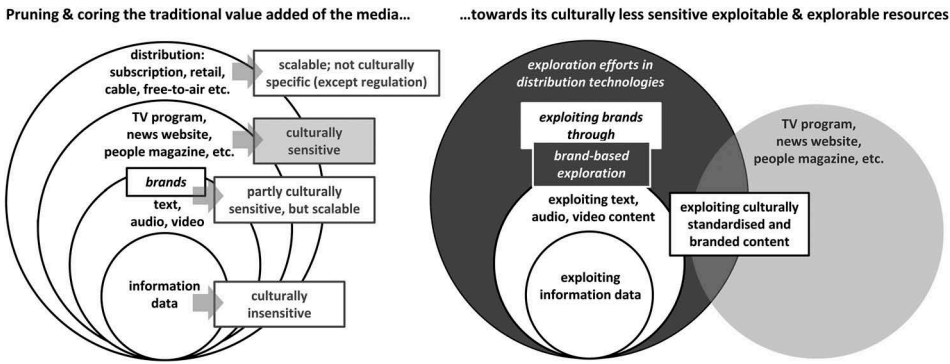 Pruning & coring the traditional value added of the media...
distribution:
subscription, retail,
cable, free-to-air etc.
scalable; not culturally
specific (except regulation)
TV program,
news website,
people magazine, etc.
culturally
sensitive
brands
text,
audio, video
partly culturally
sensitive, but scalable
information
data
culturally
insensitive
...towards its culturally less sensitive exploitable & explorable resources
exploration efforts in
distribution technologies
exploiting brands
through
brand-based
exploration
exploiting text,
audio, video content
TV program,
news website,
people magazine, etc.
exploiting culturally
standardised and
branded content
exploiting
information data